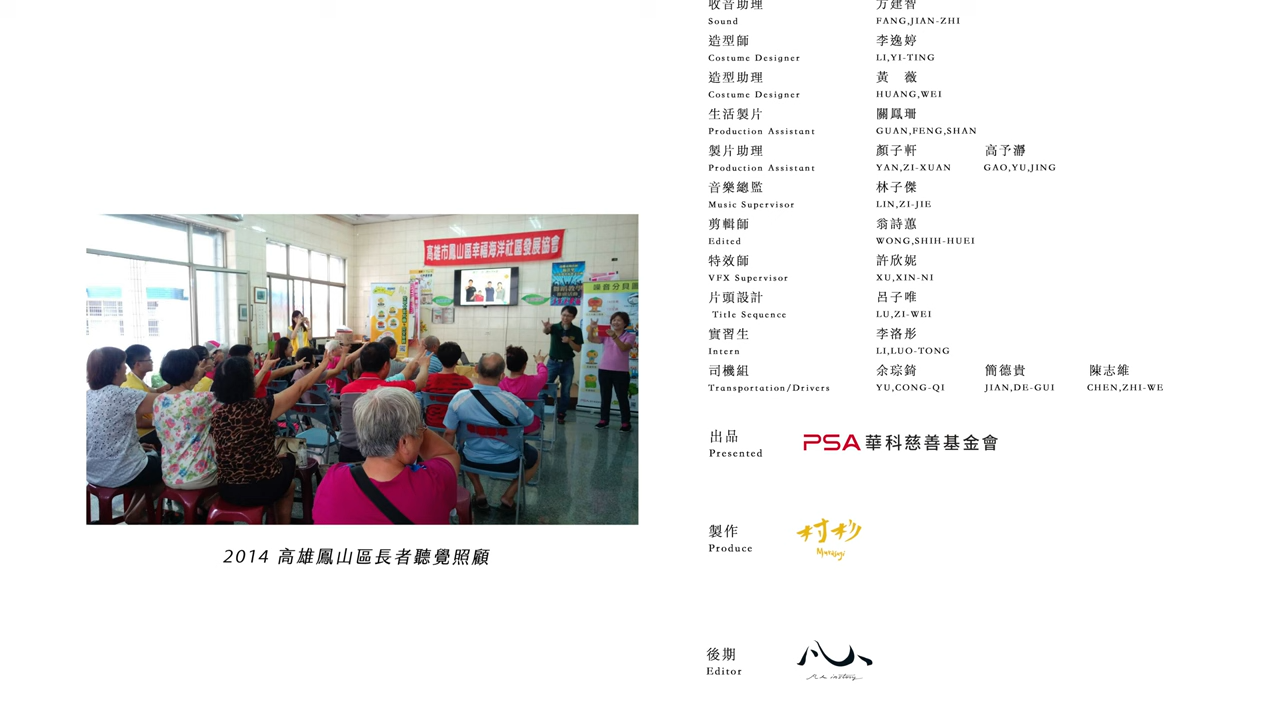 高雄市鳳山區幸福海洋社區發展協會
2014 高雄鳳山區長者聽覺照顧
收音助理 方建智
Sound FANG,JIAN-ZHI
造型師 李逸婷
Costume Designer LI,YI-TING
造型助理 黃 薇
Costume Designer HUANG,WEI
生活製片 關鳳珊
Production Assistant GUAN,FENG,SHAN
製片助理 顏子軒 高予瀞
Production Assistant YAN,ZI-XUAN GAO,YU,JING
音樂總監 林子傑
Music Supervisor LIN,ZI-JIE
剪輯師 翁詩蕙
Edited WONG,SHIH-HUEI
特效師 許欣妮
VFX Supervisor XU,XIN-NI
片頭設計 呂子唯
Title Sequence LU,ZI-WEI
實習生 李洛彤
Intern LI,LUO-TONG
司機組 余琮錡 簡德貴 陳志維
Transportation/Drivers YU,CONG-QI JIAN,DE-GUI CHEN,ZHI-WE
出品 PSA 華科慈善基金會
Presented
製作 村杉
Produce Murasugi
後期
Editor